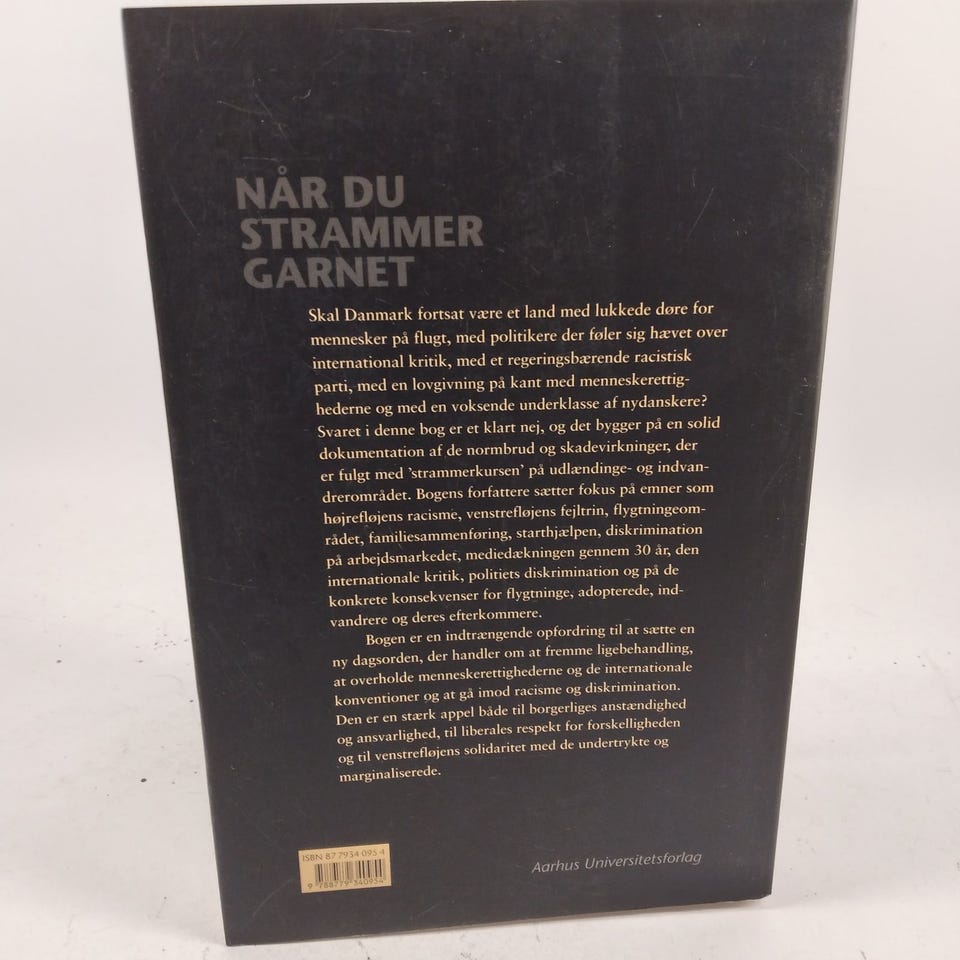 NÅR DU
STRAMMER
GARNET
Skal Danmark fortsat være et land med lukkede døre for
mennesker på flugt, med politikere der føler sig hævet over
international kritik, med et regeringsbærende racistisk
parti, med en lovgivning på kant med menneskerettig-
hederne og med en voksende underklasse af nydanskere?
Svaret i denne bog er et klart nej, og det bygger på en solid
dokumentation af de normbrud og skadevirkninger, der
er fulgt med 'strammerkursen' på udlændinge- og indvan-
drerområdet. Bogens forfattere sætter fokus på emner som
højrefløjens racisme, venstrefløjens fejltrin, flygtningeom-
rådet, familiesammenføring, starthjælpen, diskrimination
på arbejdsmarkedet, mediedækningen gennem 30 år, den
internationale kritik, politiets diskrimination og på de
konkrete konsekvenser for flygtninge, adopterede, ind-
vandrere og deres efterkommere.
Bogen er en indtrængende opfordring til at sætte en
ny dagsorden, der handler om at fremme ligebehandling,
at overholde menneskerettighederne og de internationale
konventioner og at gå imod racisme og diskrimination.
Den er en stærk appel både til borgerliges anstændighed
og ansvarlighed, til liberales respekt for forskelligheden
og til venstrefløjens solidaritet med de undertrykte og
marginaliserede.
ISBN 87 7934 095 4
9 788779 340954
Aarhus Universitetsforlag